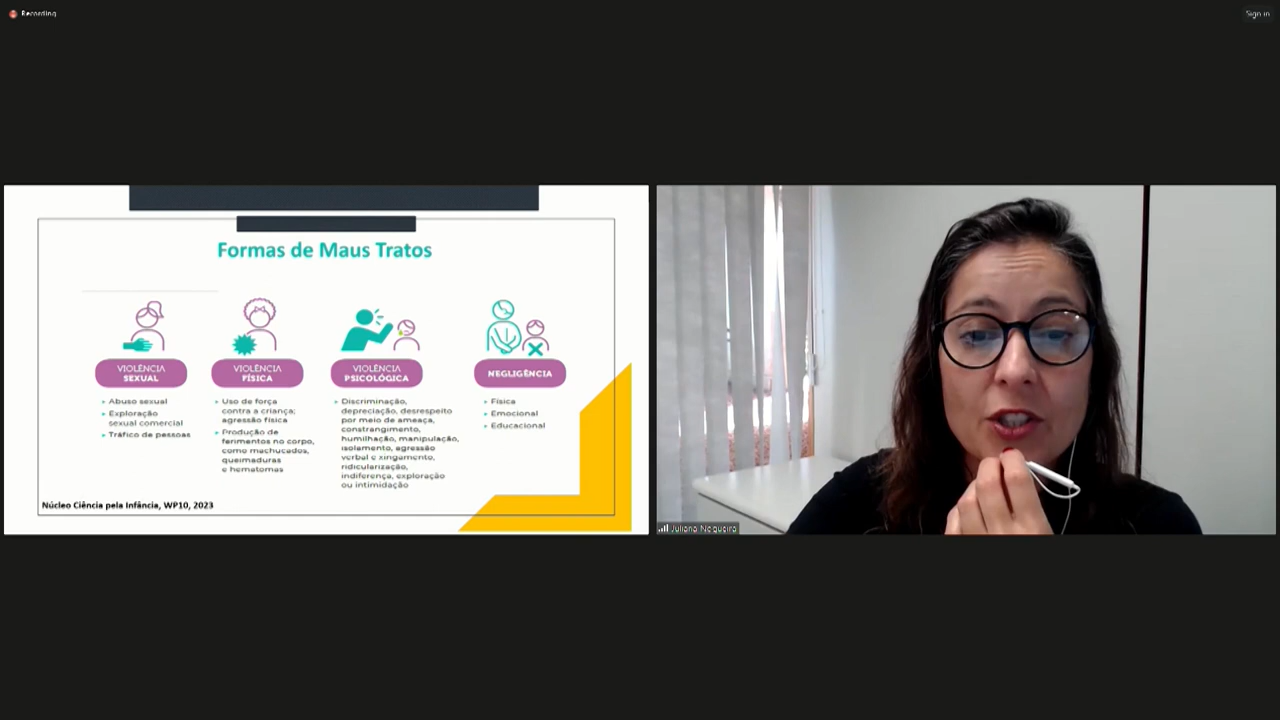 Recording
Sign in
Formas de Maus Tratos
VIOLÊNCIA
SEXUAL
Abuso sexual
Exploração
sexual comercial
Tráfico de pessoas
VIOLÊNCIA
FÍSICA
Uso de força
contra a criança;
agressão física
Produção de
ferimentos no corpo,
como machucados,
queimaduras
e hematomas
VIOLÊNCIA
PSICOLÓGICA
Discriminação,
depreciação, desrespeito
por meio de ameaça,
constrangimento,
humilhação, manipulação,
isolamento, agressão
verbal e xingamento,
ridicularização,
indiferença, exploração
ou intimidação
NEGLIGÊNCIA
Física
Emocional
Educacional
Núcleo Ciência pela Infância, WP10, 2023
Juliana Negueiro